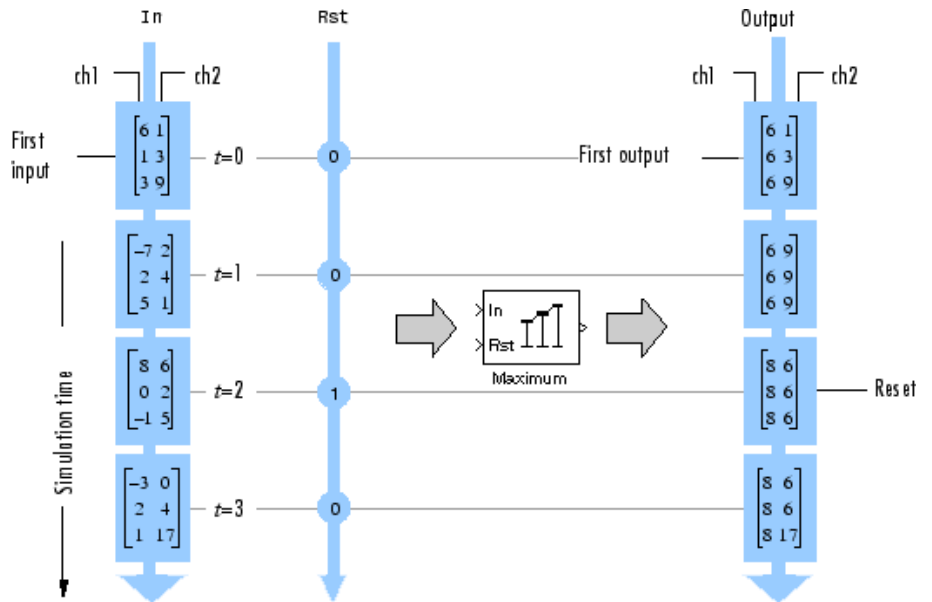 In Rst Output
ch1 ch2 ch1 ch2
First input
6 1
1 3
3 9
t=0
0
First output
6 1
6 3
6 9
-7 2
2 4
5 1
t=1
0
6 9
6 9
6 9
In
Rst
Maximum
8 6
0 2
-1 5
t=2
1
8 6
8 6
8 6
Reset
Simulation time
-3 0
2 4
1 17
t=3
0
8 6
8 6
8 17